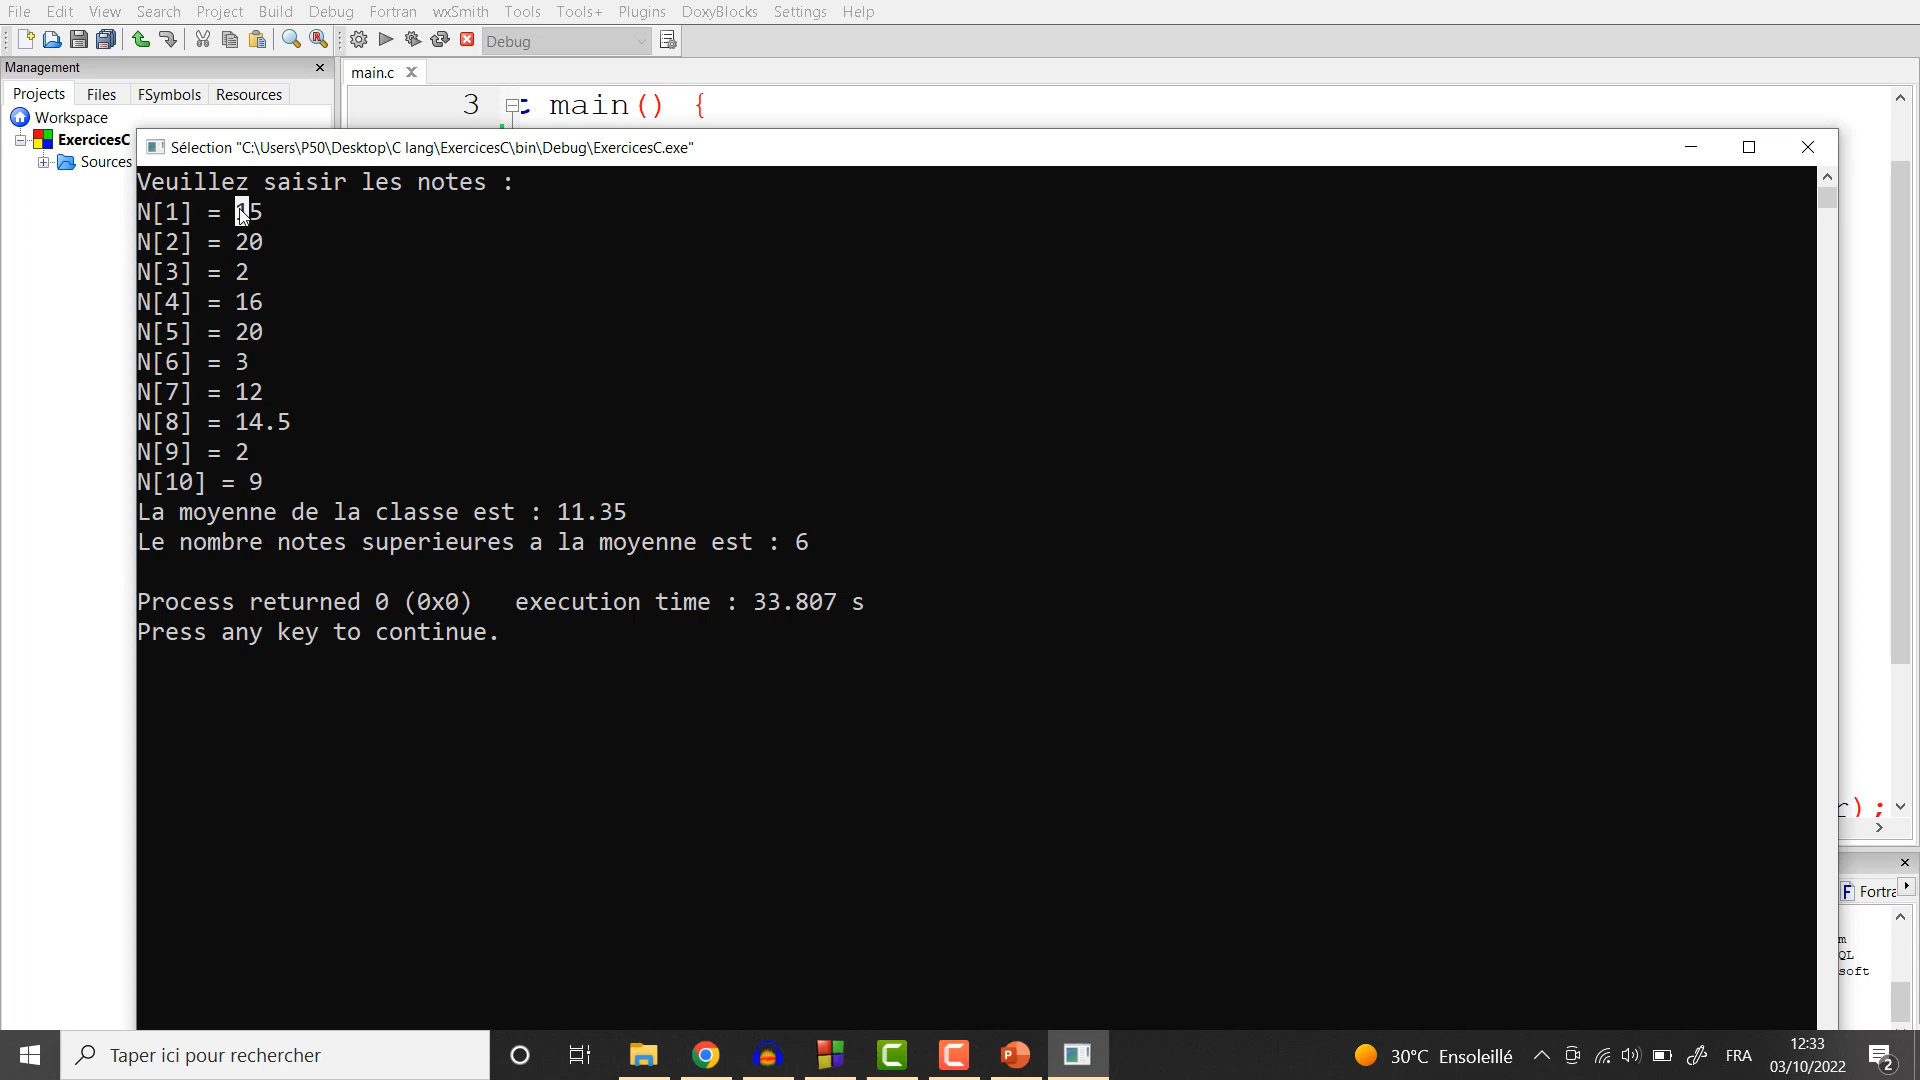 File Edit View Search Project Build Debug Fortran wxSmith Tools Tools+ Plugins DoxyBlocks Settings Help
Debug
Management
main.c
Projects Files FSymbols Resources
3 main() {
Workspace
ExercicesC
Sources
Sélection "C:\Users\P50\Desktop\C lang\ExercicesC\bin\Debug\ExercicesC.exe"
Veuillez saisir les notes :
N[1] = 15
N[2] = 20
N[3] = 2
N[4] = 16
N[5] = 20
N[6] = 3
N[7] = 12
N[8] = 14.5
N[9] = 2
N[10] = 9
La moyenne de la classe est : 11.35
Le nombre notes superieures a la moyenne est : 6
Process returned 0 (0x0) execution time : 33.807 s
Press any key to continue.
);
Fortra
m
QL
soft
Taper ici pour rechercher
30°C Ensoleillé
FRA
12:33
03/10/2022
2